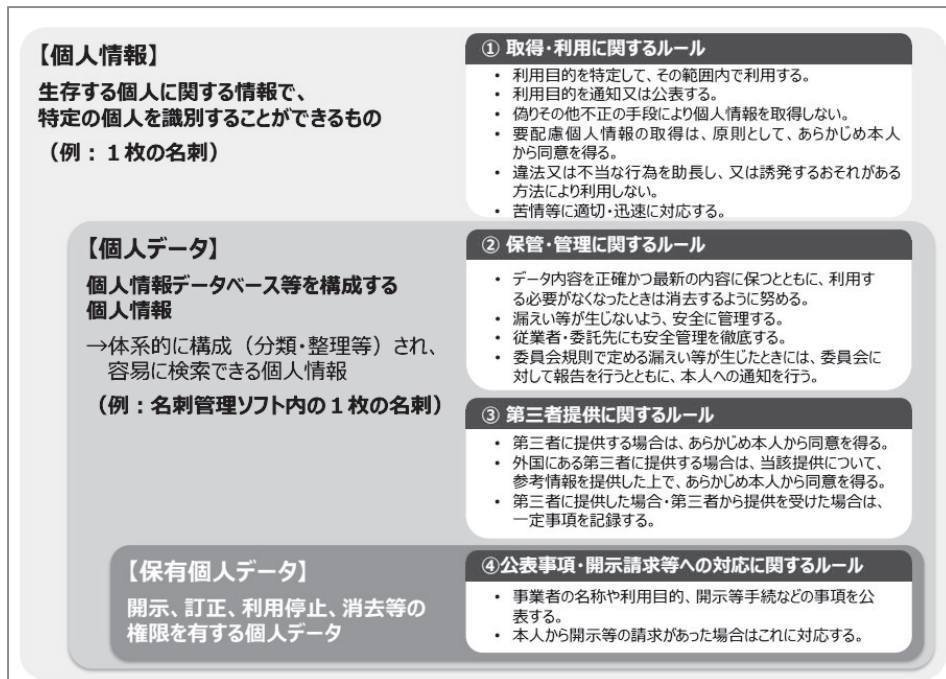 【個人情報】
生存する個人に関する情報で、
特定の個人を識別することができるもの
（例：１枚の名刺）
① 取得・利用に関するルール
• 利用目的を特定して、その範囲内で利用する。
• 利用目的を通知又は公表する。
• 偽りその他不正の手段により個人情報を取得しない。
• 要配慮個人情報の取得は、原則として、あらかじめ本人
から同意を得る。
• 違法又は不当な行為を助長し、又は誘発するおそれがある
方法により利用しない。
• 苦情等に適切・迅速に対応する。
【個人データ】
個人情報データベース等を構成する
個人情報
→体系的に構成（分類・整理等）され、
容易に検索できる個人情報
（例：名刺管理ソフト内の１枚の名刺）
② 保管・管理に関するルール
• データ内容を正確かつ最新の内容に保つとともに、利用す
る必要がなくなったときは消去するように努める。
• 漏えい等が生じないよう、安全に管理する。
• 従業者・委託先にも安全管理を徹底する。
• 委員会規則で定める漏えい等が生じたときには、委員会に
対して報告を行うとともに、本人への通知を行う。
③ 第三者提供に関するルール
• 第三者に提供する場合は、あらかじめ本人から同意を得る。
• 外国にある第三者に提供する場合は、当該提供について、
参考情報を提供した上で、あらかじめ本人から同意を得る。
• 第三者に提供した場合・第三者から提供を受けた場合は、
一定事項を記録する。
【保有個人データ】
開示、訂正、利用停止、消去等の
権限を有する個人データ
④公表事項・開示請求等への対応に関するルール
• 事業者の名称や利用目的、開示等手続などの事項を公
表する。
• 本人から開示等の請求があった場合はこれに対応する。